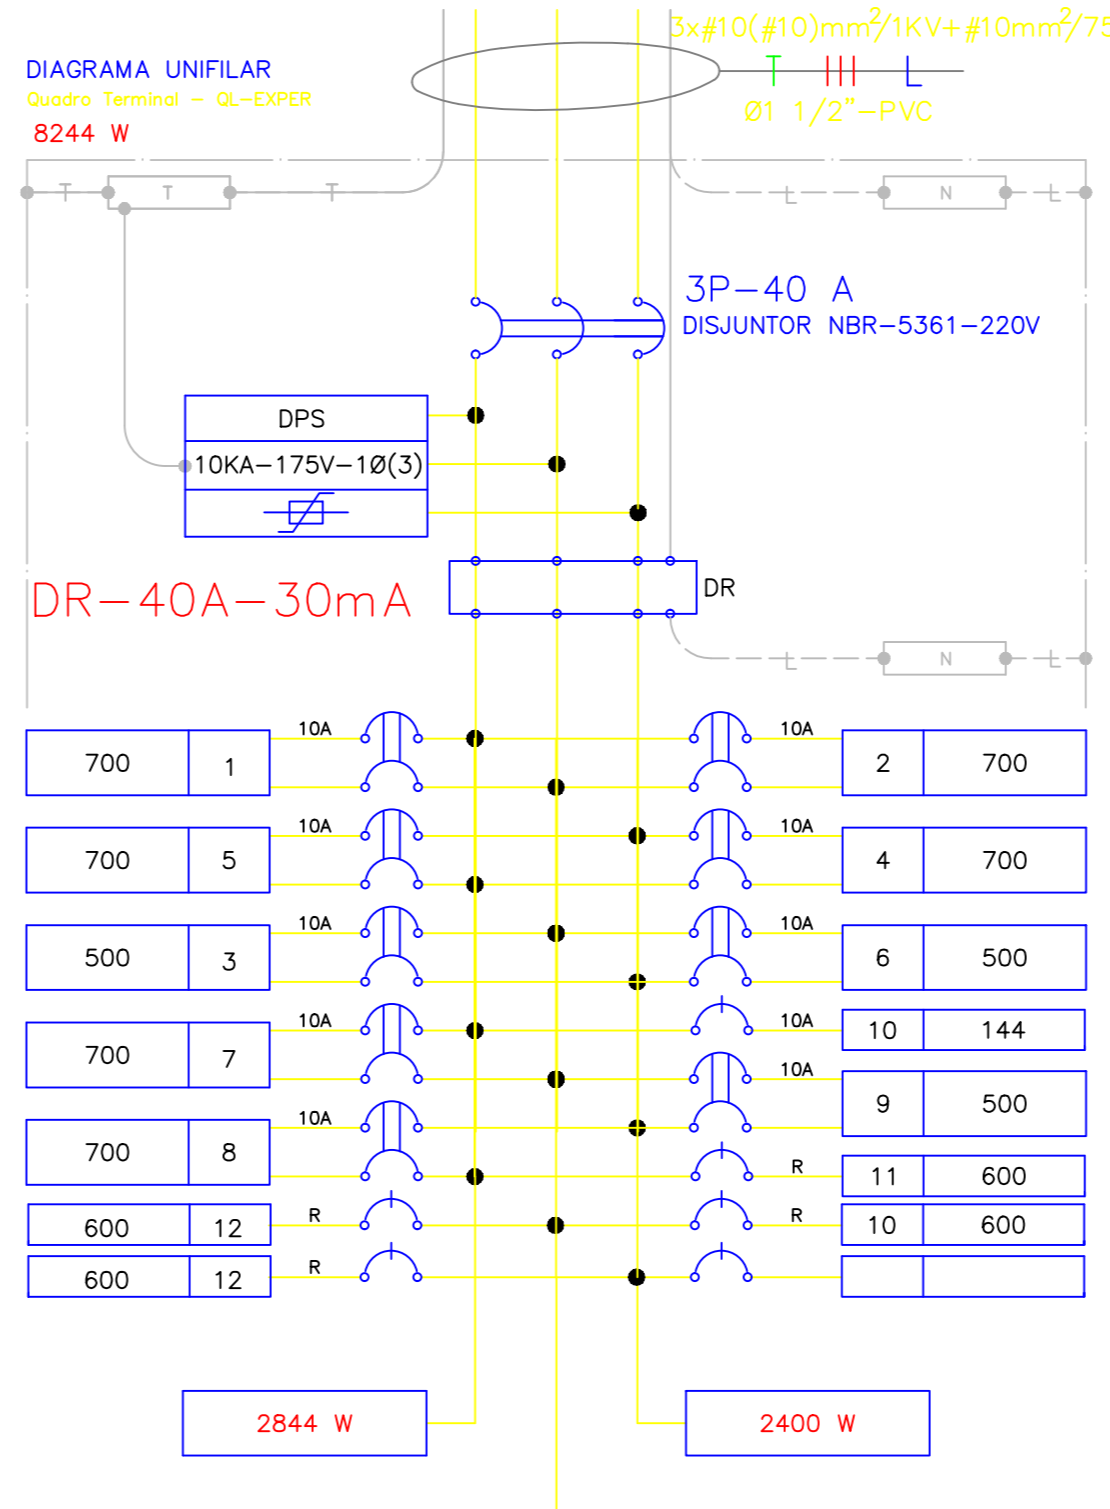 3x#10(#10)mm²/1KV+#10mm²/75
DIAGRAMA UNIFILAR
Quadro Terminal - QL-EXPER
8244 W
T L
Ø1 1/2"-PVC
T T T L N L
3P-40 A
DISJUNTOR NBR-5361-220V
DPS
10KA-175V-1Ø(3)
DR-40A-30mA
DR
L N L
10A 10A
700 1 2 700
10A 10A
700 5 4 700
10A 10A
500 3 6 500
10A 10A
700 7 10 144
10A
9 500
10A
700 8
R
11 600
R R
600 12 10 600
R
600 12
2844 W 2400 W